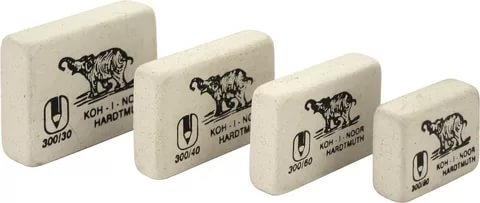 KOH-I-NOOR
HARDTMUTH
300/30
KOH-I-NOOR
HARDTMUTH
300/40
KOH-I-NOOR
HARDTMUTH
300/60
KOH-I-NOOR
HARDTMUTH
300/80